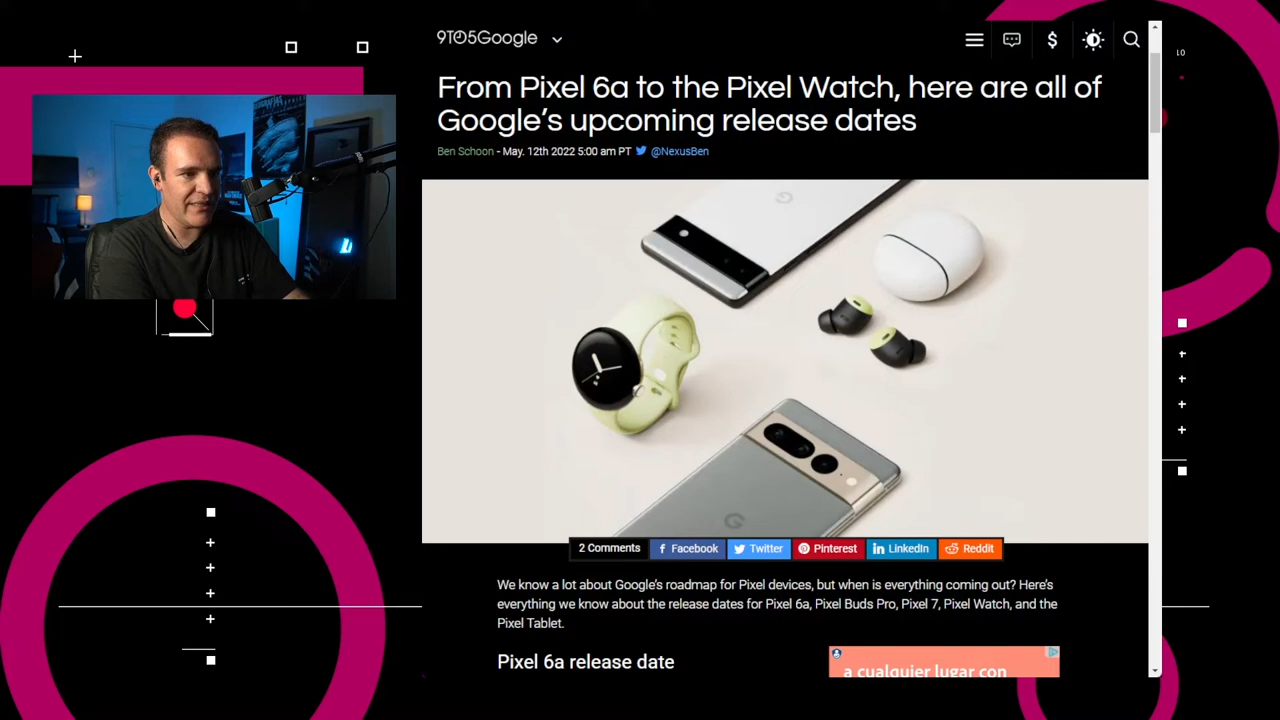 9TO5Google
From Pixel 6a to the Pixel Watch, here are all of
Google's upcoming release dates
Ben Schoon - May. 12th 2022 5:00 am PT @NexusBen
10
2 Comments
Facebook
Twitter
Pinterest
LinkedIn
Reddit
We know a lot about Google's roadmap for Pixel devices, but when is everything coming out? Here's
everything we know about the release dates for Pixel 6a, Pixel Buds Pro, Pixel 7, Pixel Watch, and the
Pixel Tablet.
Pixel 6a release date
a cualquier lugar con